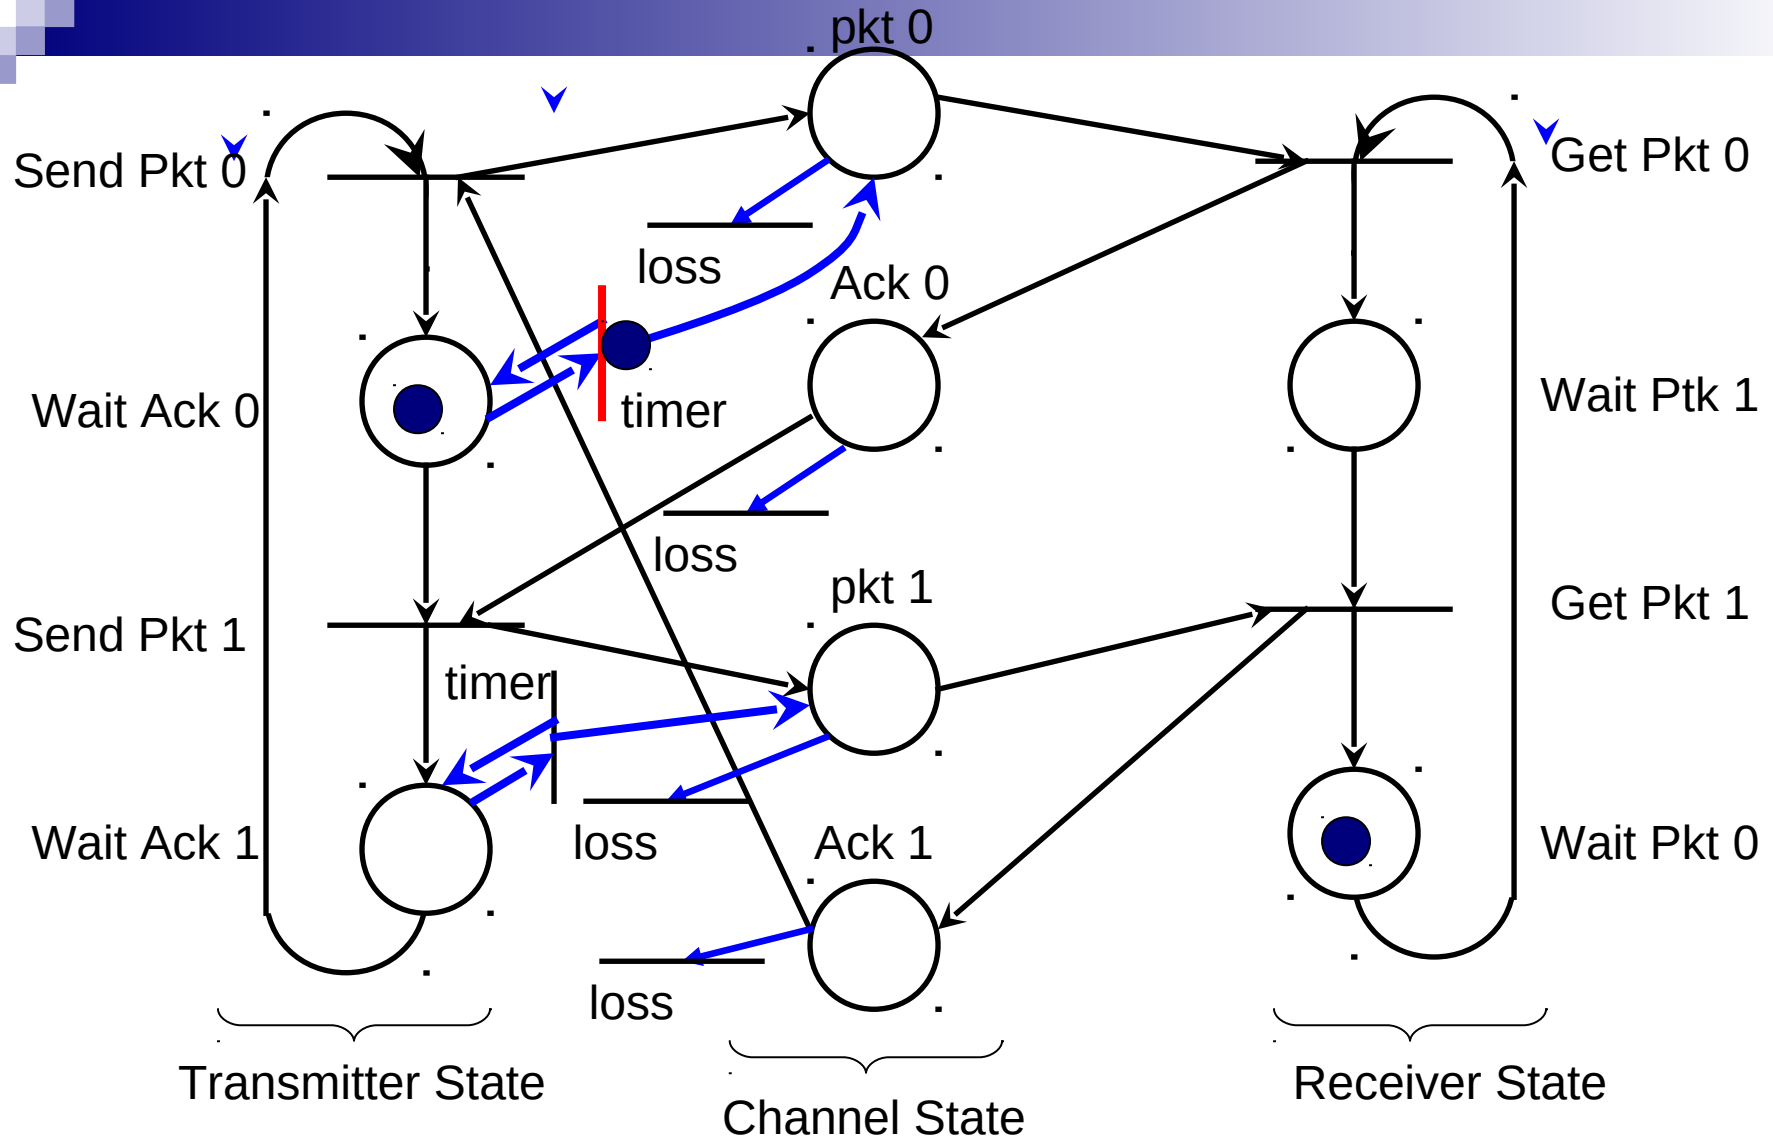 pkt 0
Send Pkt 0
Get Pkt 0
loss
Ack 0
Wait Ack 0
timer
Wait Ptk 1
loss
pkt 1
Get Pkt 1
Send Pkt 1
timer
Wait Ack 1
loss
Ack 1
Wait Pkt 0
loss
Transmitter State
Channel State
Receiver State